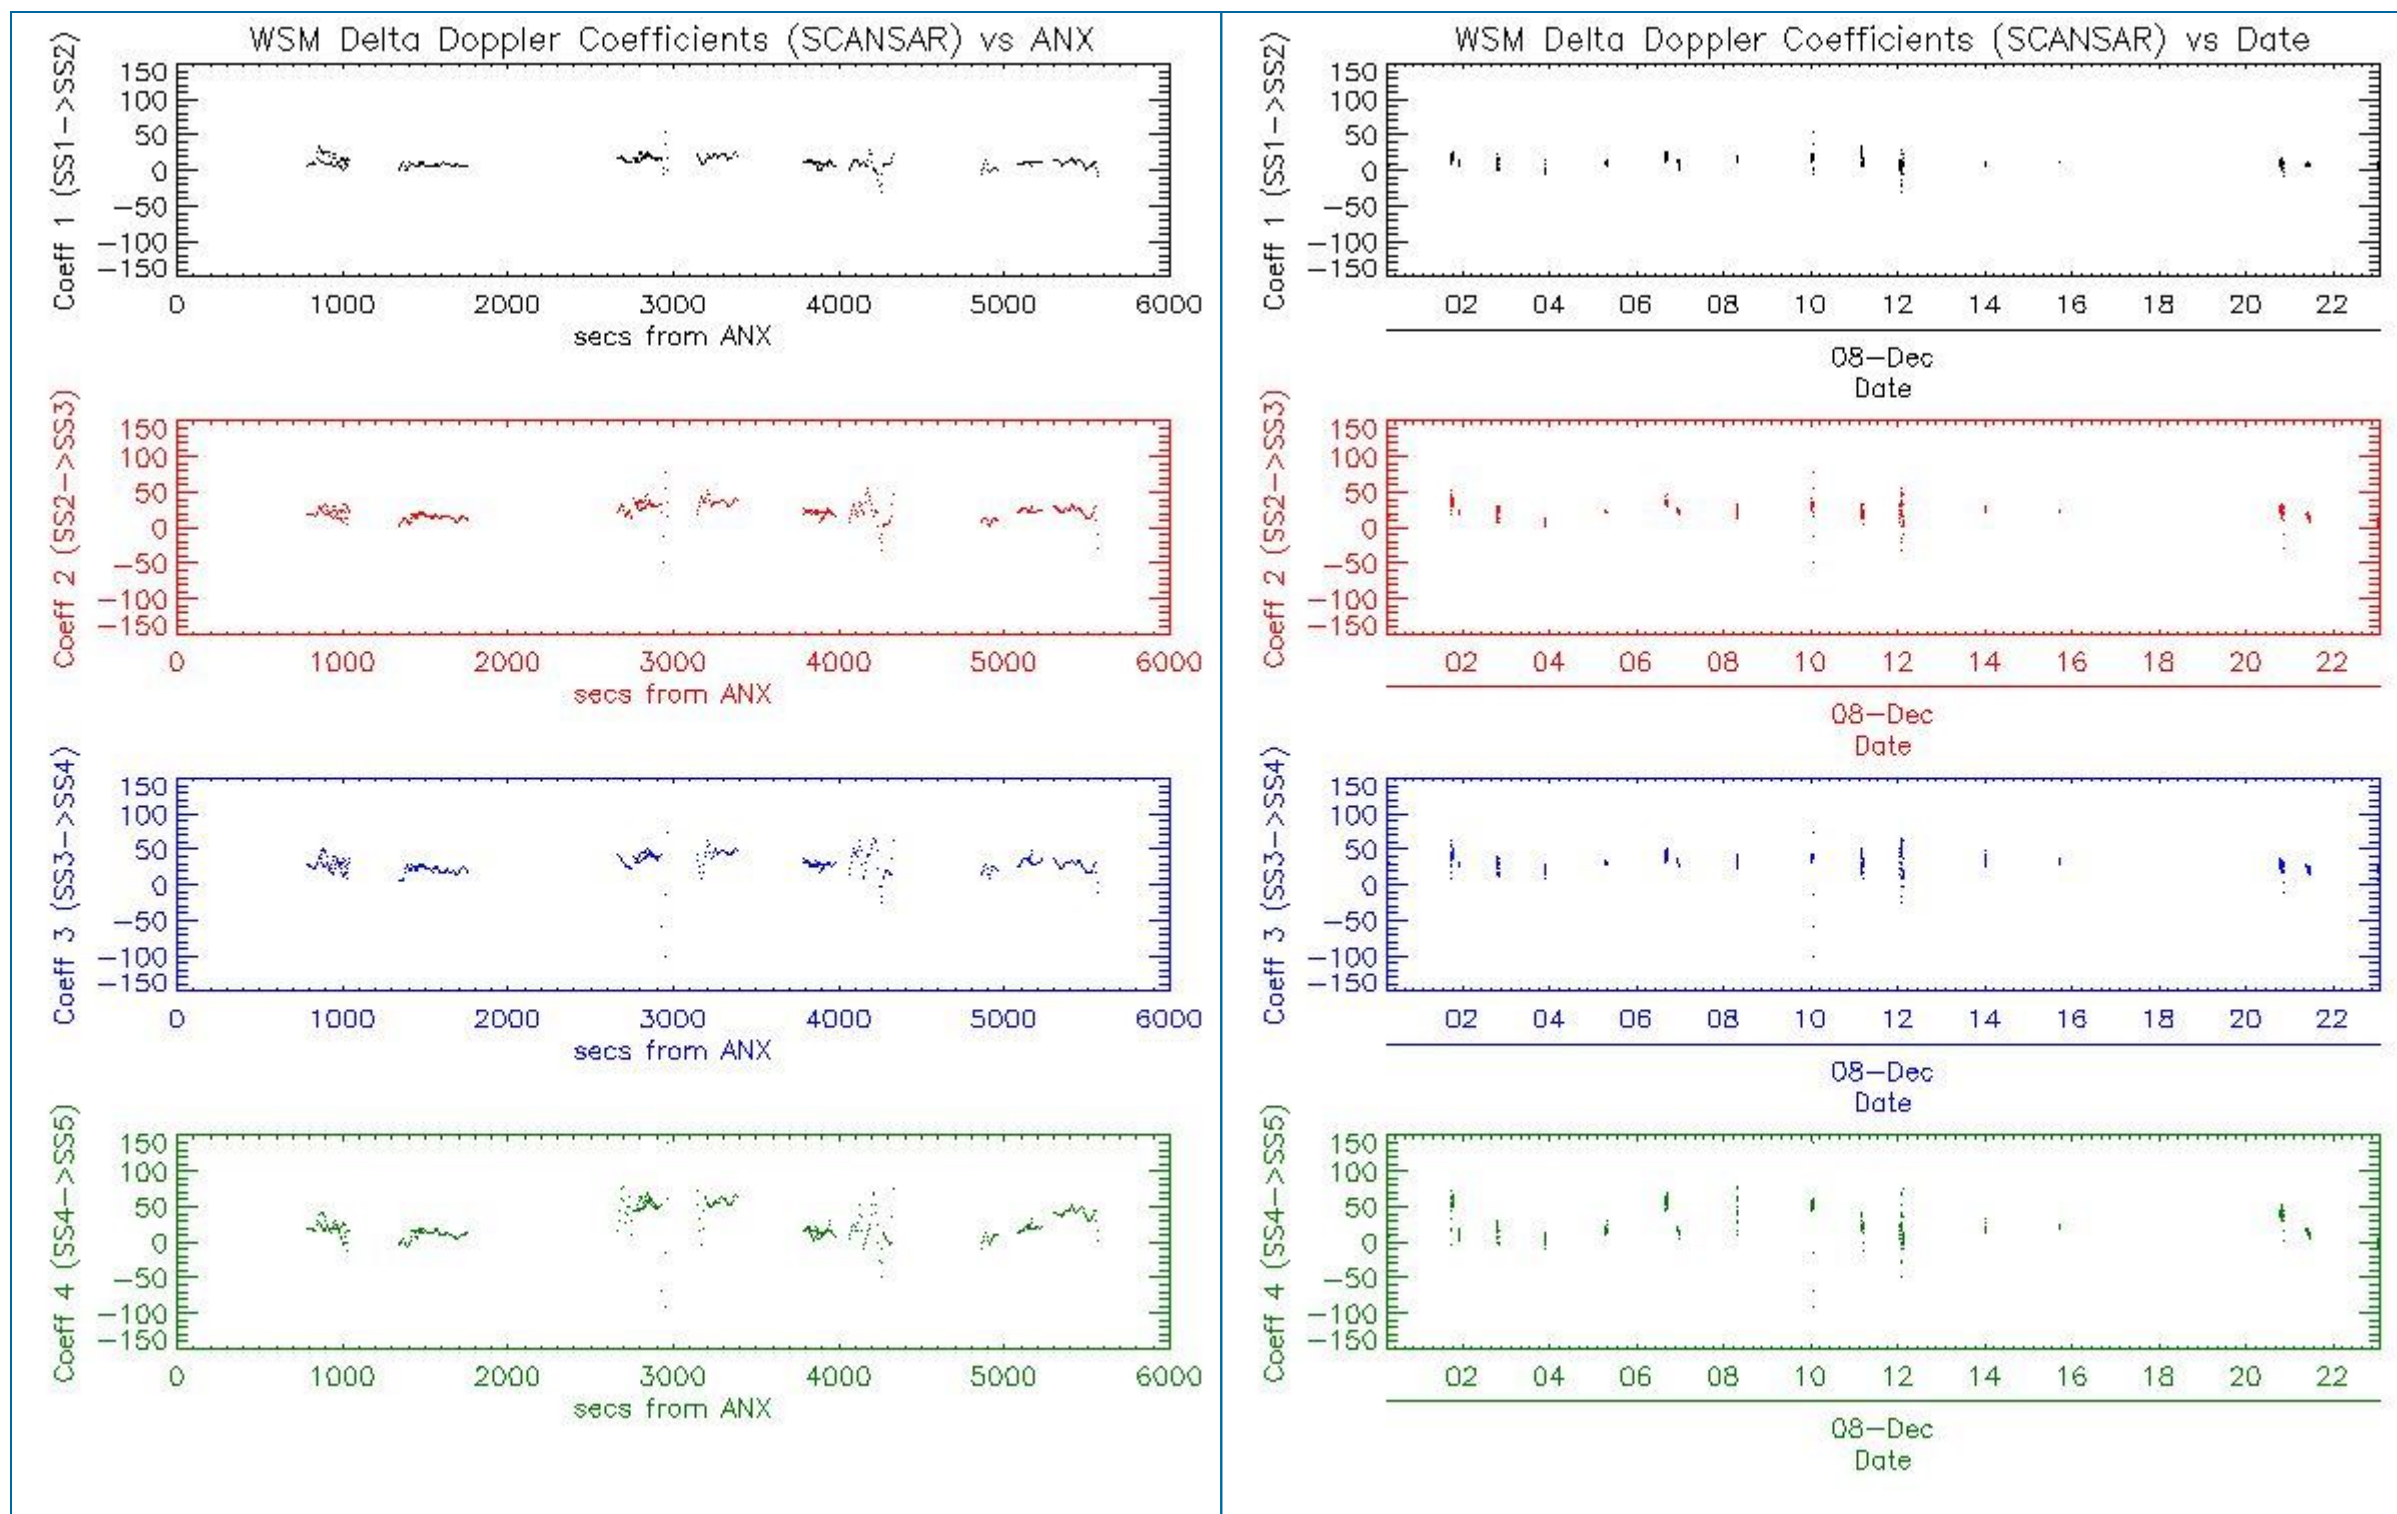 WSM Delta Doppler Coefficients (SCANSAR) vs ANX
Coeff 1 (SS1->SS2)
150
100
50
0
-50
-100
-150
0 1000 2000 3000 4000 5000 6000
secs from ANX
Coeff 2 (SS2->SS3)
150
100
50
0
-50
-100
-150
0 1000 2000 3000 4000 5000 6000
secs from ANX
Coeff 3 (SS3->SS4)
150
100
50
0
-50
-100
-150
0 1000 2000 3000 4000 5000 6000
secs from ANX
Coeff 4 (SS4->SS5)
150
100
50
0
-50
-100
-150
0 1000 2000 3000 4000 5000 6000
secs from ANX
WSM Delta Doppler Coefficients (SCANSAR) vs Date
Coeff 1 (SS1->SS2)
150
100
50
0
-50
-100
-150
02 04 06 08 10 12 14 16 18 20 22
08-Dec
Date
Coeff 2 (SS2->SS3)
150
100
50
0
-50
-100
-150
02 04 06 08 10 12 14 16 18 20 22
08-Dec
Date
Coeff 3 (SS3->SS4)
150
100
50
0
-50
-100
-150
02 04 06 08 10 12 14 16 18 20 22
08-Dec
Date
Coeff 4 (SS4->SS5)
150
100
50
0
-50
-100
-150
02 04 06 08 10 12 14 16 18 20 22
08-Dec
Date